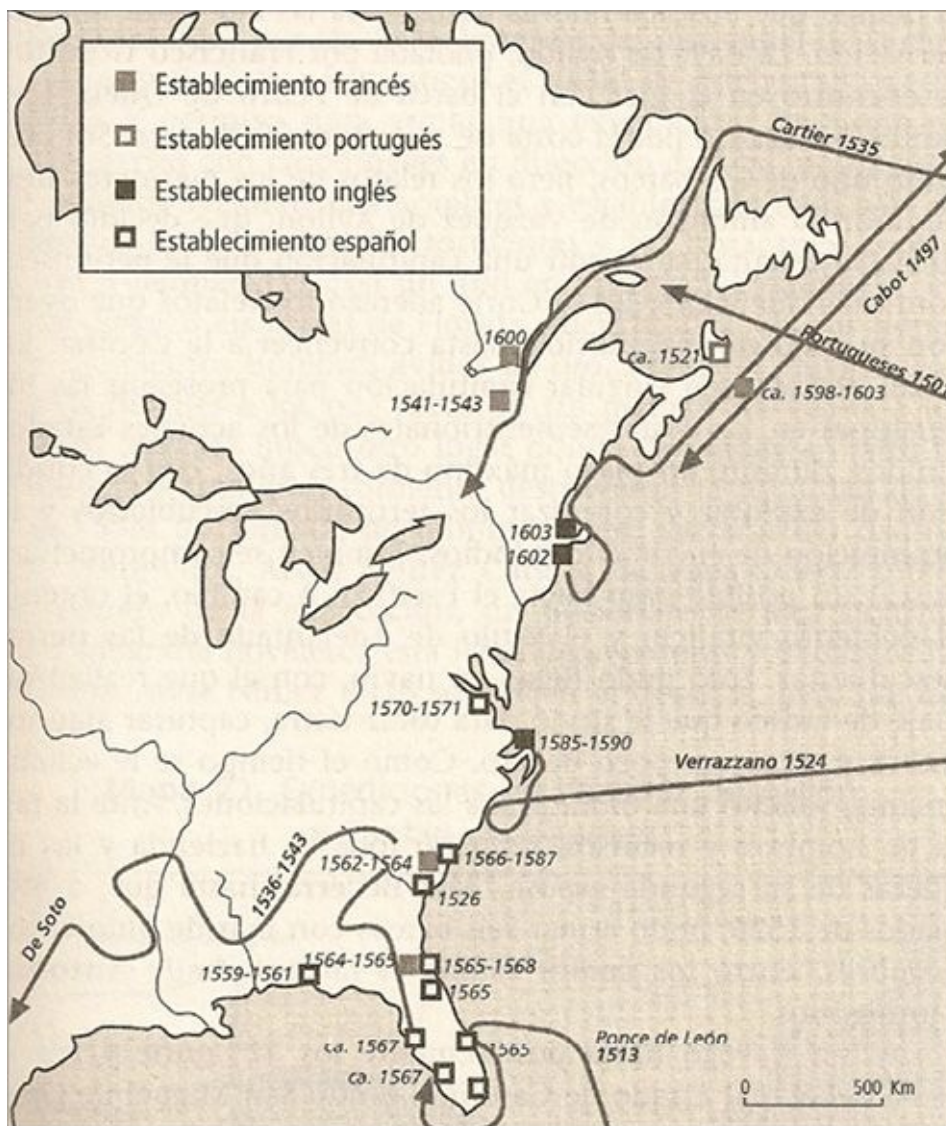 Establecimiento francés
Establecimiento portugués
Establecimiento inglés
Establecimiento español
Cartier 1535
Cabot 1497
Portugueses 1501
1600
ca. 1521
1541-1543
ca. 1598-1603
1603
1602
1570-1571
1585-1590
Verrazzano 1524
1536-1543
1562-1564
1566-1587
1526
De Soto
1559-1561
1564-1565
1565-1568
1565
ca. 1567
1565
Ponce de León
1513
ca. 1567
0 500 Km